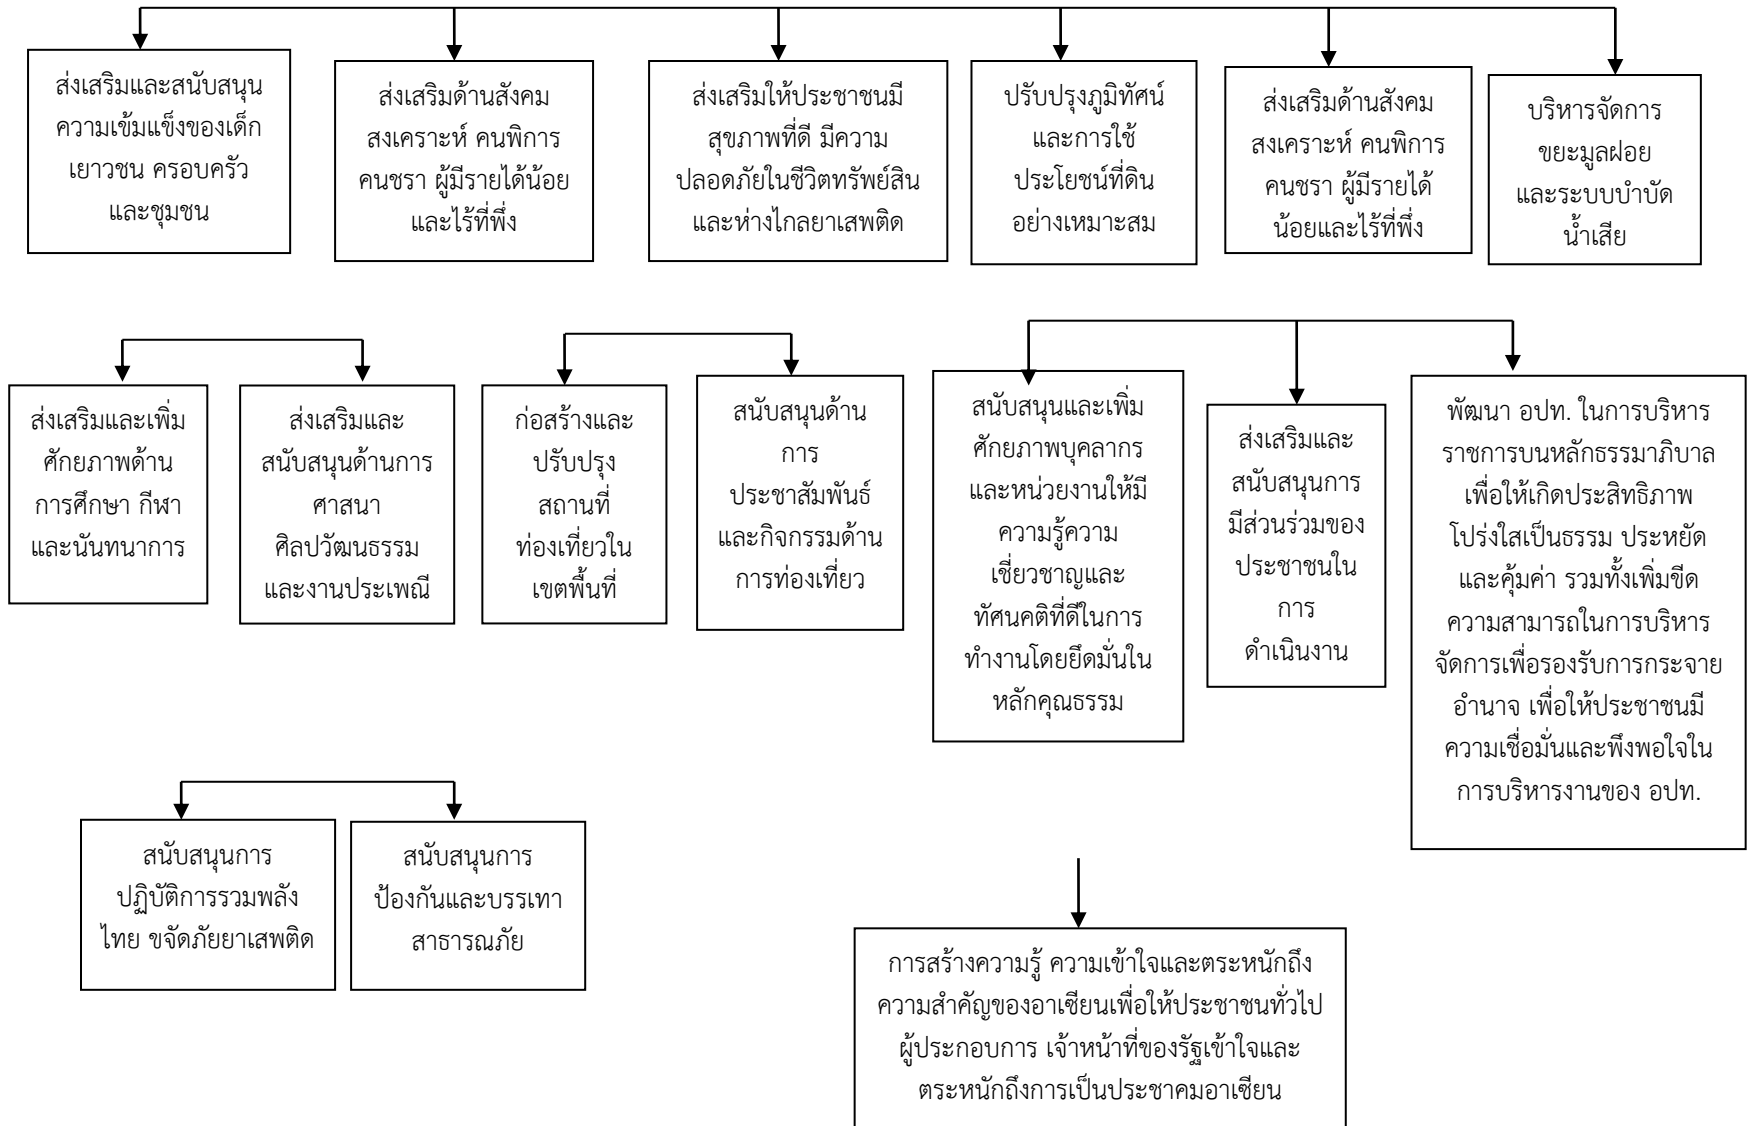 ส่งเสริมและสนับสนุน
ความเข้มแข็งของเด็ก
เยาวชน ครอบครัว
และชุมชน
ส่งเสริมด้านสังคม
สงเคราะห์ คนพิการ
คนชรา ผู้มีรายได้น้อย
และไร้ที่พึ่ง
ส่งเสริมให้ประชาชนมี
สุขภาพที่ดี มีความ
ปลอดภัยในชีวิตทรัพย์สิน
และห่างไกลยาเสพติด
ปรับปรุงภูมิทัศน์
และการใช้
ประโยชน์ที่ดิน
อย่างเหมาะสม
ส่งเสริมด้านสังคม
สงเคราะห์ คนพิการ
คนชรา ผู้มีรายได้
น้อยและไร้ที่พึ่ง
บริหารจัดการ
ขยะมูลฝอย
และระบบบำบัด
น้ำเสีย
ส่งเสริมและเพิ่ม
ศักยภาพด้าน
การศึกษา กีฬา
และนันทนาการ
ส่งเสริมและ
สนับสนุนด้านการ
ศาสนา
ศิลปวัฒนธรรม
และงานประเพณี
ก่อสร้างและ
ปรับปรุง
สถานที่
ท่องเที่ยวใน
เขตพื้นที่
สนับสนุนด้าน
การ
ประชาสัมพันธ์
และกิจกรรมด้าน
การท่องเที่ยว
สนับสนุนและเพิ่ม
ศักยภาพบุคลากร
และหน่วยงานให้มี
ความรู้ความ
เชี่ยวชาญและ
ทัศนคติที่ดีในการ
ทำงานโดยยึดมั่นใน
หลักคุณธรรม
ส่งเสริมและ
สนับสนุนการ
มีส่วนร่วมของ
ประชาชนใน
การ
ดำเนินงาน
พัฒนา อปท. ในการบริหาร
ราชการบนหลักธรรมาภิบาล
เพื่อให้เกิดประสิทธิภาพ
โปร่งใสเป็นธรรม ประหยัด
และคุ้มค่า รวมทั้งเพิ่มขีด
ความสามารถในการบริหาร
จัดการเพื่อรองรับการกระจาย
อำนาจ เพื่อให้ประชาชนมี
ความเชื่อมั่นและพึงพอใจใน
การบริหารงานของ อปท.
สนับสนุนการ
ปฏิบัติการรวมพลัง
ไทย ขจัดภัยยาเสพติด
สนับสนุนการ
ป้องกันและบรรเทา
สาธารณภัย
การสร้างความรู้ ความเข้าใจและตระหนักถึง
ความสำคัญของอาเซียนเพื่อให้ประชาชนทั่วไป
ผู้ประกอบการ เจ้าหน้าที่ของรัฐเข้าใจและ
ตระหนักถึงการเป็นประชาคมอาเซียน